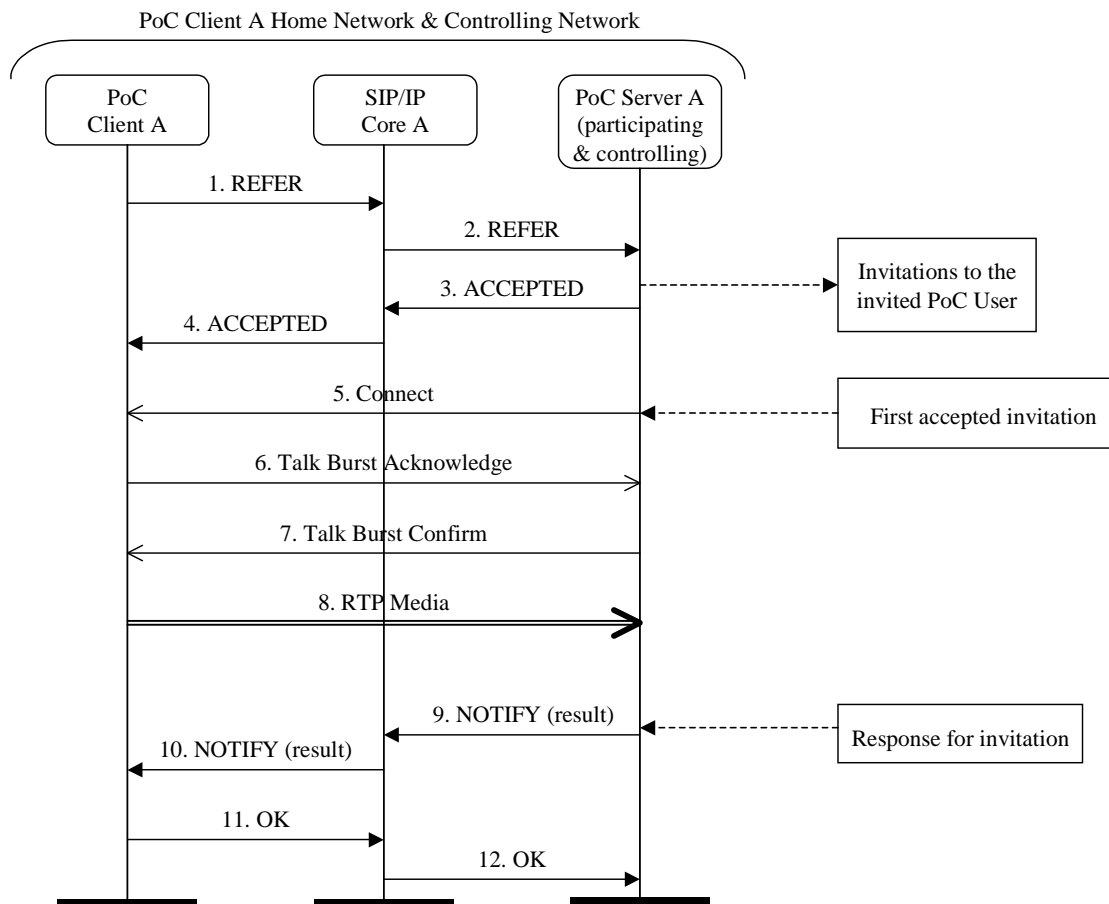 PoC Client A Home Network & Controlling Network
PoC
Client A
SIP/IP
Core A
PoC Server A
(participating
& controlling)
1. REFER
2. REFER
Invitations to the
invited PoC User
3. ACCEPTED
4. ACCEPTED
5. Connect
First accepted invitation
6. Talk Burst Acknowledge
7. Talk Burst Confirm
8. RTP Media
9. NOTIFY (result)
Response for invitation
10. NOTIFY (result)
11. OK
12. OK